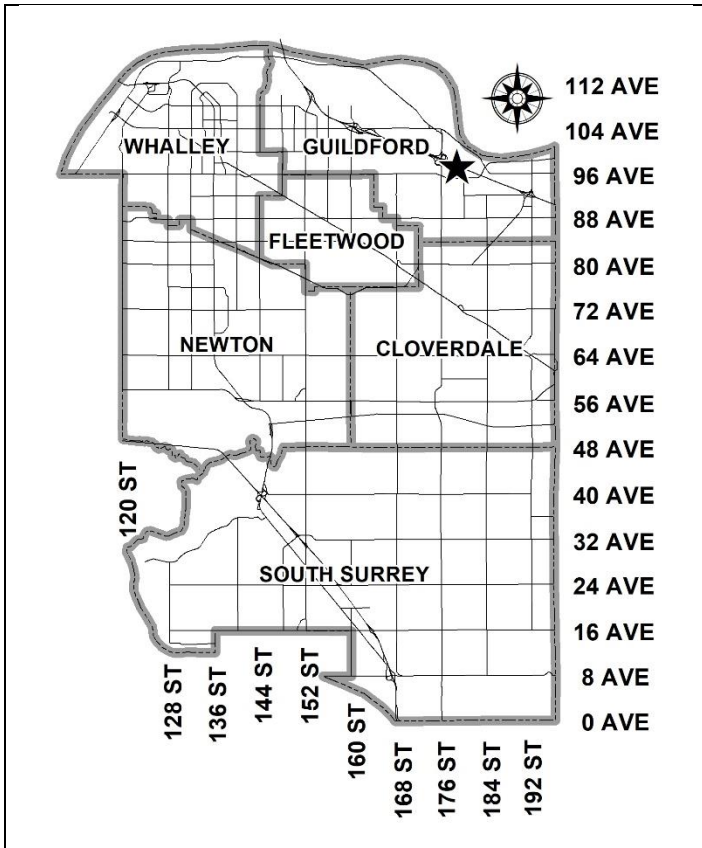 112 AVE
104 AVE
WHALLEY
GUILDFORD
96 AVE
88 AVE
FLEETWOOD
80 AVE
72 AVE
NEWTON
CLOVERDALE
64 AVE
56 AVE
48 AVE
120 ST
40 AVE
32 AVE
SOUTH SURREY
24 AVE
16 AVE
8 AVE
0 AVE
128 ST
136 ST
144 ST
152 ST
160 ST
168 ST
176 ST
184 ST
192 ST